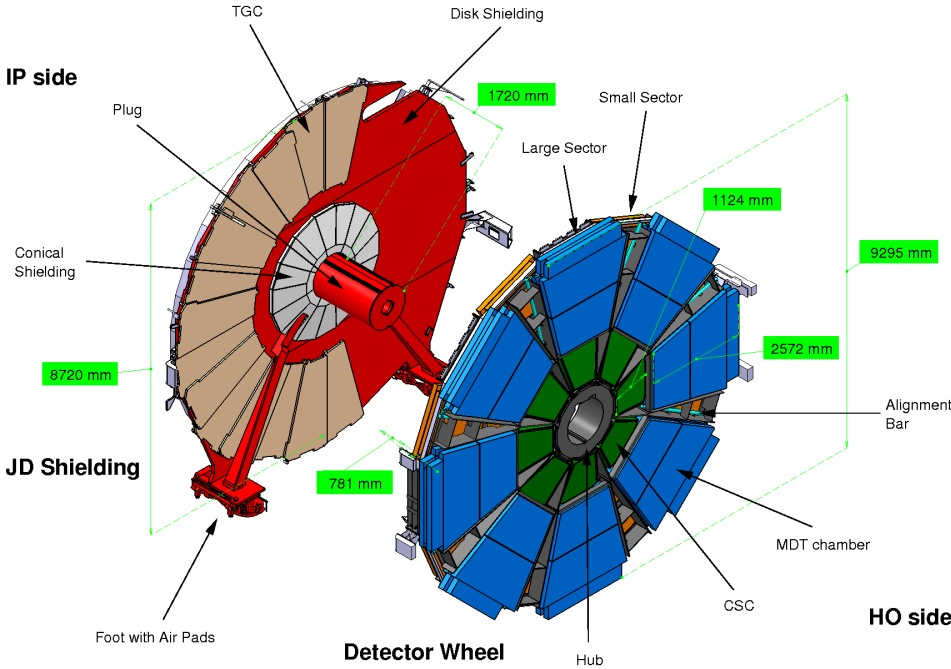 TGC
Disk Shielding
IP side
1720 mm
Small Sector
Plug
Large Sector
1124 mm
Conical
Shielding
9295 mm
2572 mm
8720 mm
Alignment
Bar
JD Shielding
781 mm
MDT chamber
CSC
HO side
Foot with Air Pads
Detector Wheel
Hub